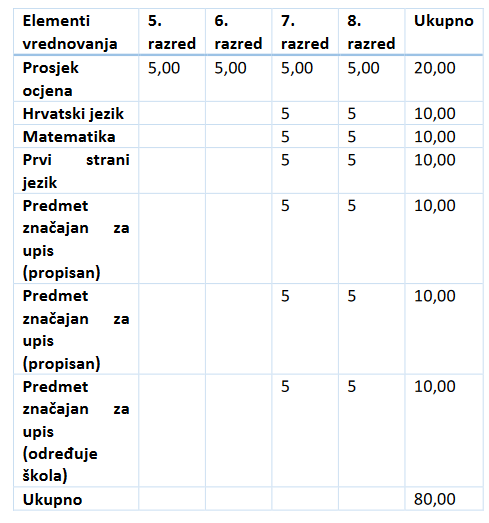 Elementi vrednovanja 5. razred 6. razred 7. razred 8. razred Ukupno
Prosjek ocjena 5,00 5,00 5,00 5,00 20,00
Hrvatski jezik 5 5 10,00
Matematika 5 5 10,00
Prvi strani jezik 5 5 10,00
Predmet značajan za upis (propisan) 5 5 10,00
Predmet značajan za upis (propisan) 5 5 10,00
Predmet značajan za upis (određuje škola) 5 5 10,00
Ukupno 80,00